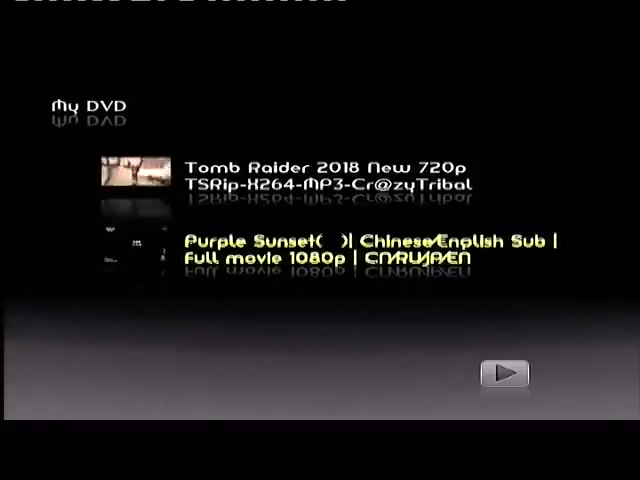 My DVD
Tomb Raider 2018 New 720p
TSRip-X264-MP3-Cr@zyTribal
Purple Sunset( )| Chinese/English Sub |
Full movie 1080p | CN/RU/JP/EN